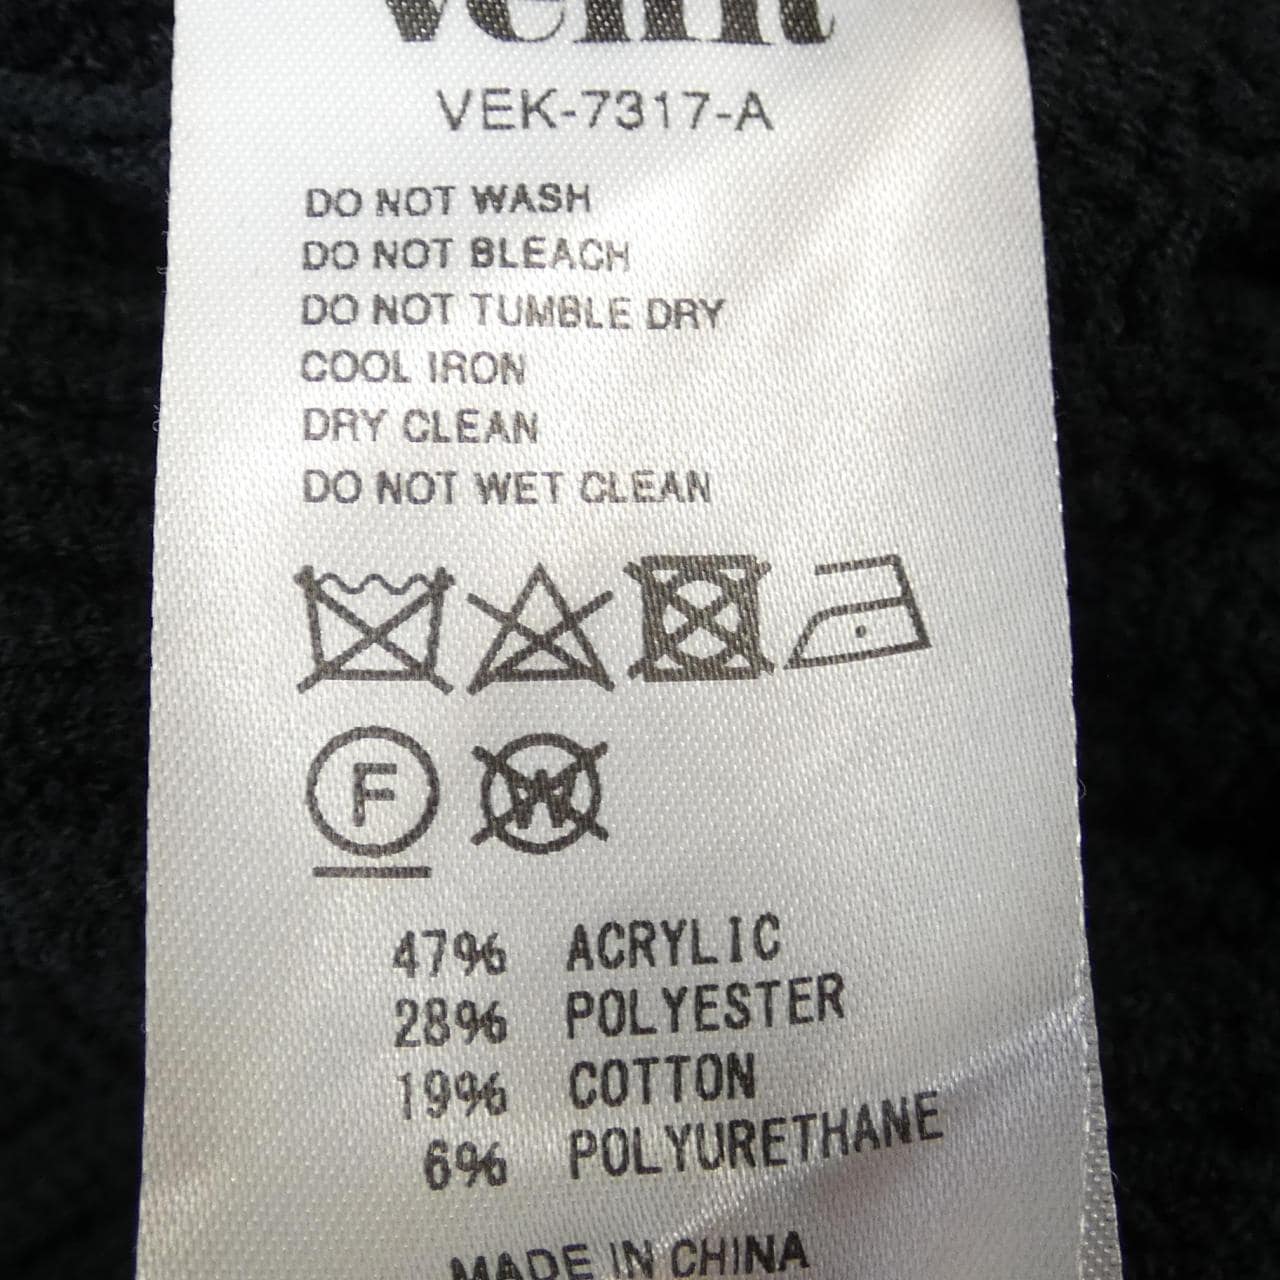 VEK-7317-A
DO NOT WASH
DO NOT BLEACH
DO NOT TUMBLE DRY
COOL IRON
DRY CLEAN
DO NOT WET CLEAN
F W
47% ACRYLIC
28% POLYESTER
19% COTTON
6% POLYURETHANE
MADE IN CHINA